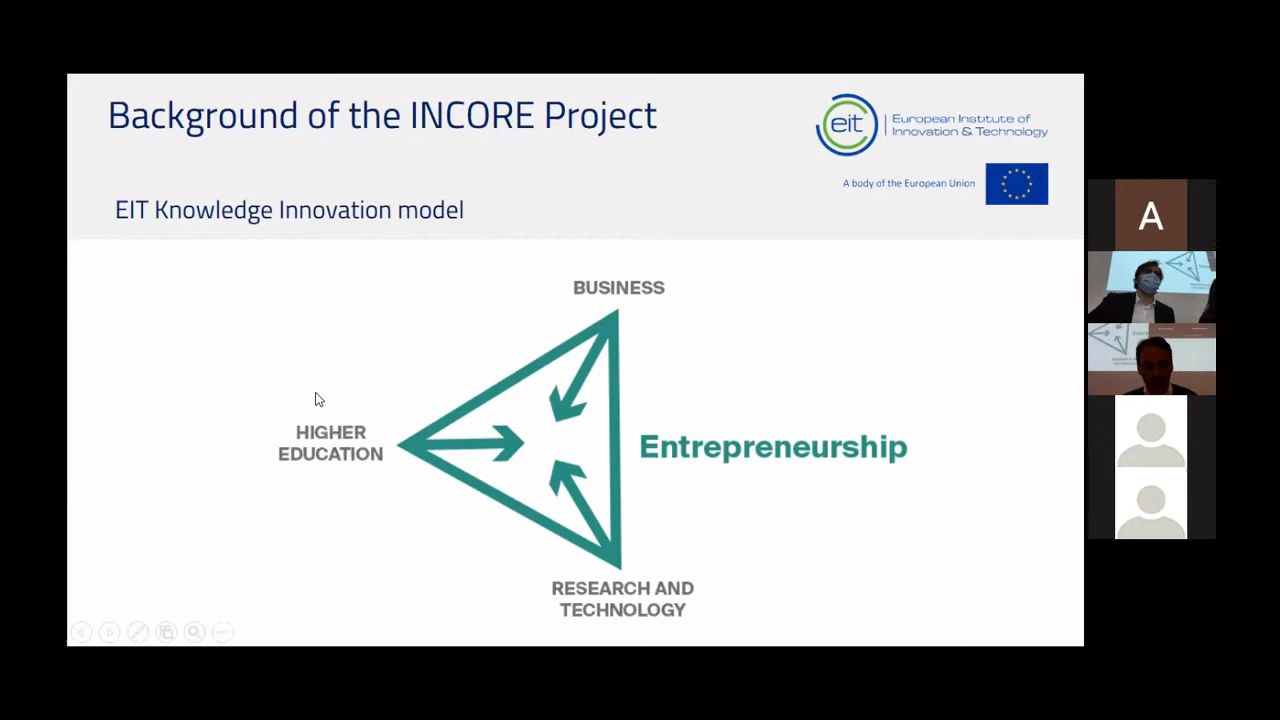 Background of the INCORE Project
eit
European Institute of
Innovation & Technology
A body of the European Union
EIT Knowledge Innovation model
A
BUSINESS
HIGHER
EDUCATION
Entrepreneurship
RESEARCH AND
TECHNOLOGY